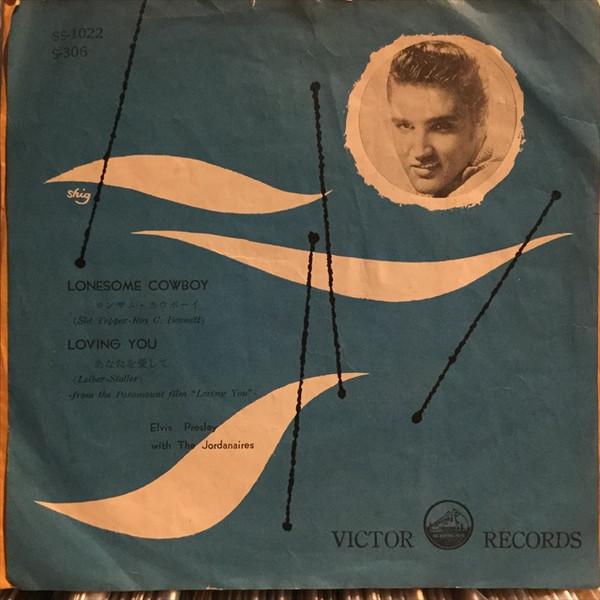 SS-1022
S-306
shig
LONESOME COWBOY
ロンサム・カウボーイ
(Sid Tepper-Roy C. Bennett)
LOVING YOU
あなたを愛して
(Leiber-Stoller)
-from the Paramount film "Loving You"-
Elvis Presley
with The Jordanaires
VICTOR RECORDS